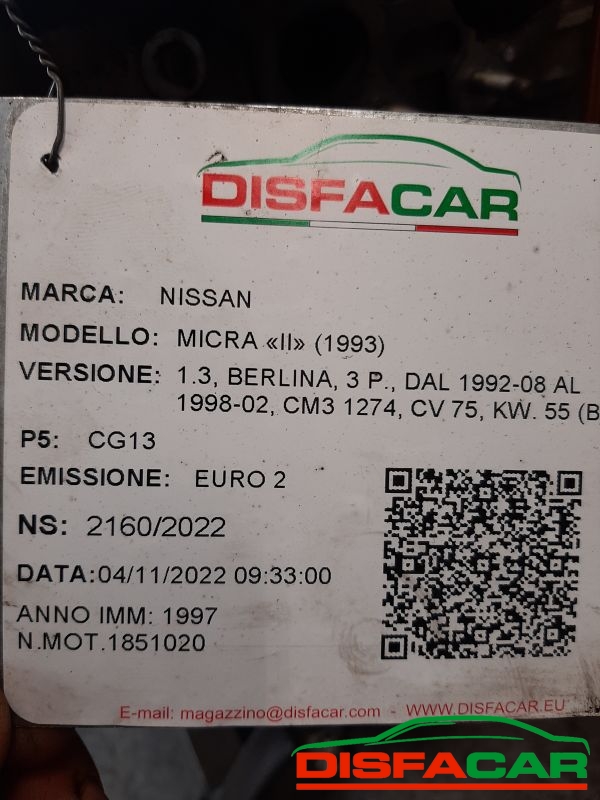 DISFACAR
MARCA: NISSAN
MODELLO: MICRA «II» (1993)
VERSIONE: 1.3, BERLINA, 3 P., DAL 1992-08 AL
1998-02, CM3 1274, CV 75, KW. 55 (B
P5: CG13
EMISSIONE: EURO 2
NS: 2160/2022
DATA:04/11/2022 09:33:00
ANNO IMM: 1997
N.MOT.1851020
E-mail: magazzino@disfacar.com - WWW.DISFACAR.EU
DISFACAR